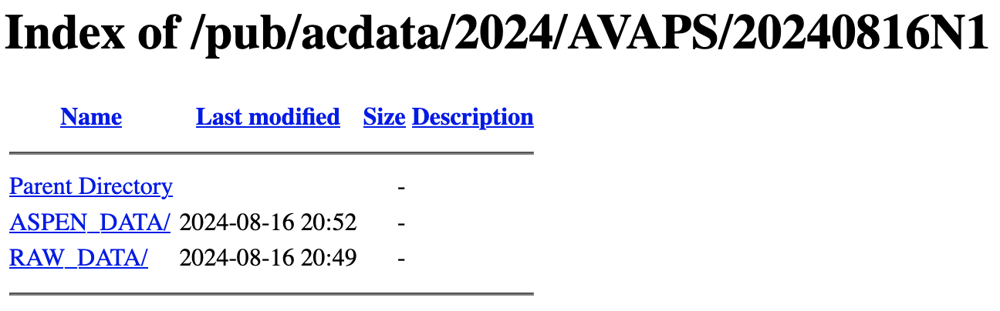 Index of /pub/acdata/2024/AVAPS/20240816N1
Name Last modified Size Description
Parent Directory -
ASPEN_DATA/ 2024-08-16 20:52 -
RAW_DATA/ 2024-08-16 20:49 -